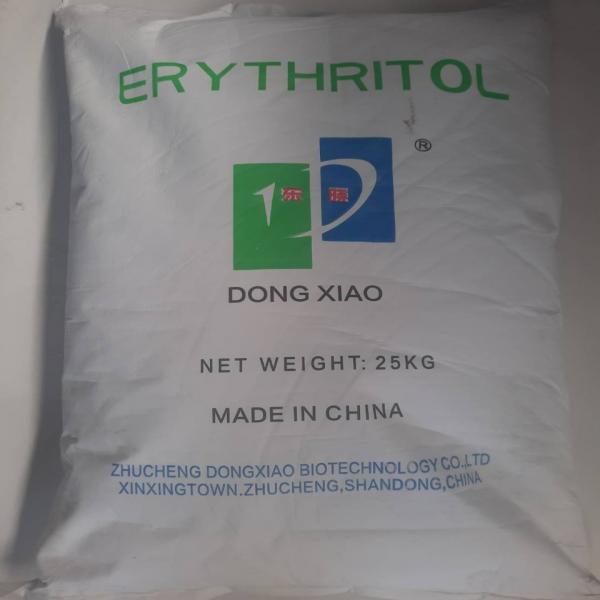 ERYTHRITOL
®
东晓
DONG XIAO
NET WEIGHT: 25KG
MADE IN CHINA
ZHUCHENG DONGXIAO BIOTECHNOLOGY CO.,LTD
XINXINGTOWN.ZHUCHENG,SHANDONG,CHINA